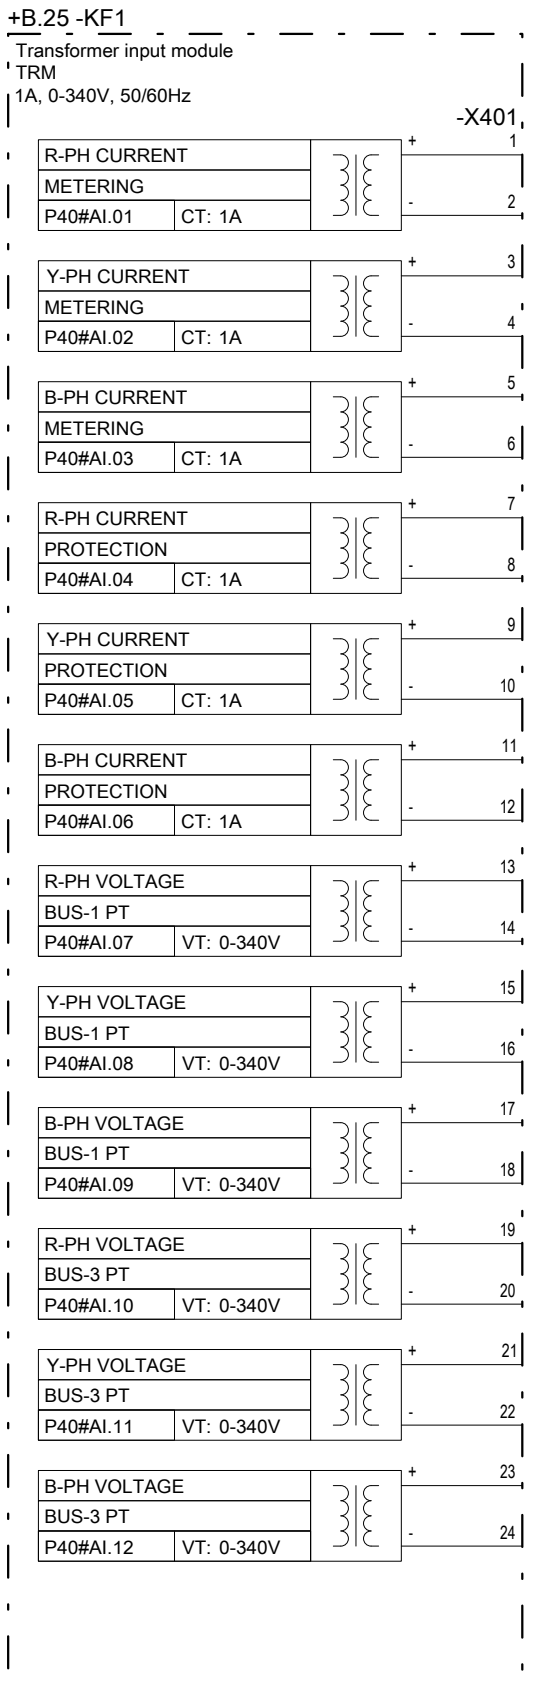 +B.25 -KF1
Transformer input module
TRM
1A, 0-340V, 50/60Hz
-X401
+ 1
R-PH CURRENT
METERING
- 2
P40#AI.01 CT: 1A
+ 3
Y-PH CURRENT
METERING
- 4
P40#AI.02 CT: 1A
+ 5
B-PH CURRENT
METERING
- 6
P40#AI.03 CT: 1A
+ 7
R-PH CURRENT
PROTECTION
- 8
P40#AI.04 CT: 1A
+ 9
Y-PH CURRENT
PROTECTION
- 10
P40#AI.05 CT: 1A
+ 11
B-PH CURRENT
PROTECTION
- 12
P40#AI.06 CT: 1A
+ 13
R-PH VOLTAGE
BUS-1 PT
- 14
P40#AI.07 VT: 0-340V
+ 15
Y-PH VOLTAGE
BUS-1 PT
- 16
P40#AI.08 VT: 0-340V
+ 17
B-PH VOLTAGE
BUS-1 PT
- 18
P40#AI.09 VT: 0-340V
+ 19
R-PH VOLTAGE
BUS-3 PT
- 20
P40#AI.10 VT: 0-340V
+ 21
Y-PH VOLTAGE
BUS-3 PT
- 22
P40#AI.11 VT: 0-340V
+ 23
B-PH VOLTAGE
BUS-3 PT
- 24
P40#AI.12 VT: 0-340V